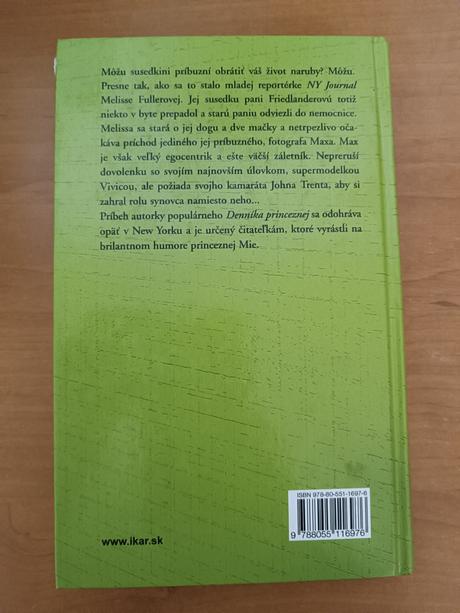 Môžu susedkini príbuzní obrátiť váš život naruby? Môžu.
Presne tak, ako sa to stalo mladej reportérke NY Journal
Melisse Fullerovej. Jej susedku pani Friedlanderovú totiž
niekto v byte prepadol a starú paniu odviezli do nemocnice.
Melissa sa stará o jej dogu a dve mačky a netrpezlivo oča-
káva príchod jediného jej príbuzného, fotografa Maxa. Max
je však veľký egocentrik a ešte väčší záletník. Nepreruší
dovolenku so svojím najnovším úlovkom, supermodelkou
Vivicou, ale požiada svojho kamaráta Johna Trenta, aby si
zahral rolu synovca namiesto neho...
Príbeh autorky populárneho Denníka princeznej sa odohráva
opäť v New Yorku a je určený čitateľkám, ktoré vyrástli na
brilantnom humore princeznej Mie.
ISBN 978-80-551-1697-6
9 788055 116976
www.ikar.sk